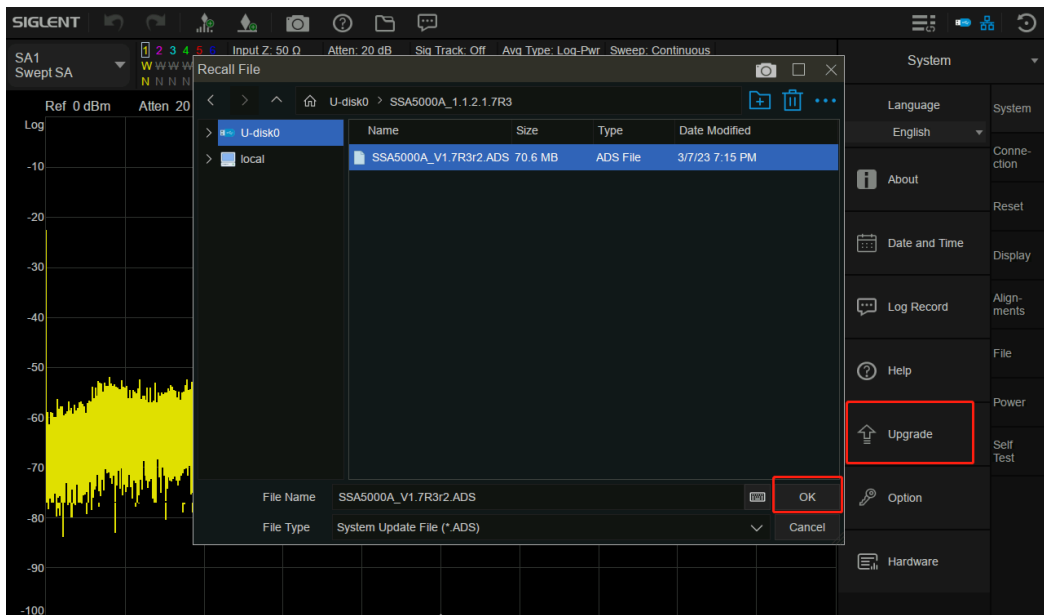 SIGLENT
SA1
Swept SA
1 2 3 4 5 6
W W W W
N N N N
Input Z: 50 Ω Atten: 20 dB Sig Track: Off Avg Type: Log-Pwr Sweep: Continuous
Ref 0 dBm Atten 20
Log
-10
-20
-30
-40
-50
-60
-70
-80
-90
-100
Recall File
U-disk0 > SSA5000A_1.1.2.1.7R3
U-disk0
local
Name Size Type Date Modified
SSA5000A_V1.7R3r2.ADS 70.6 MB ADS File 3/7/23 7:15 PM
File Name SSA5000A_V1.7R3r2.ADS OK
File Type System Update File (*.ADS) Cancel
System
Language
English
About
Date and Time
Log Record
Help
Upgrade
Option
Hardware
System
Conne-
ction
Reset
Display
Align-
ments
File
Power
Self
Test